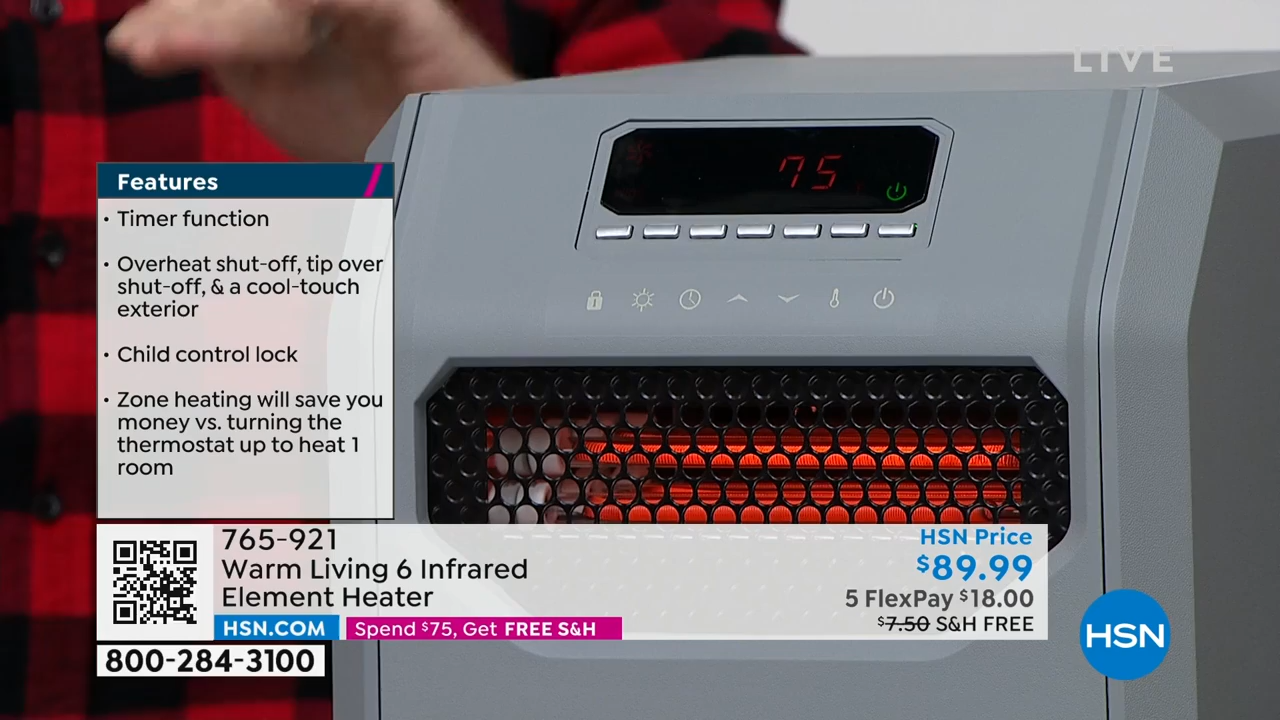 LIVE
75
Features
• Timer function
• Overheat shut-off, tip over
shut-off, & a cool-touch
exterior
• Child control lock
• Zone heating will save you
money vs. turning the
thermostat up to heat 1
room
765-921
Warm Living 6 Infrared
Element Heater
HSN.COM
Spend $75, Get FREE S&H
HSN Price
$89.99
5 FlexPay $18.00
$7.50 S&H FREE
800-284-3100
HSN